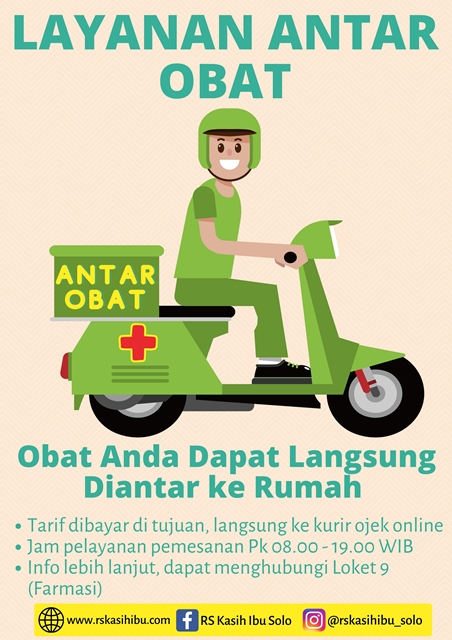 LAYANAN ANTAR
OBAT
ANTAR
OBAT
Obat Anda Dapat Langsung
Diantar ke Rumah
• Tarif dibayar di tujuan, langsung ke kurir ojek online
• Jam pelayanan pemesanan Pk 08.00 - 19.00 WIB
• Info lebih lanjut, dapat menghubungi Loket 9
(Farmasi)
www.rskasihibu.com RS Kasih Ibu Solo @rskasihibu_solo